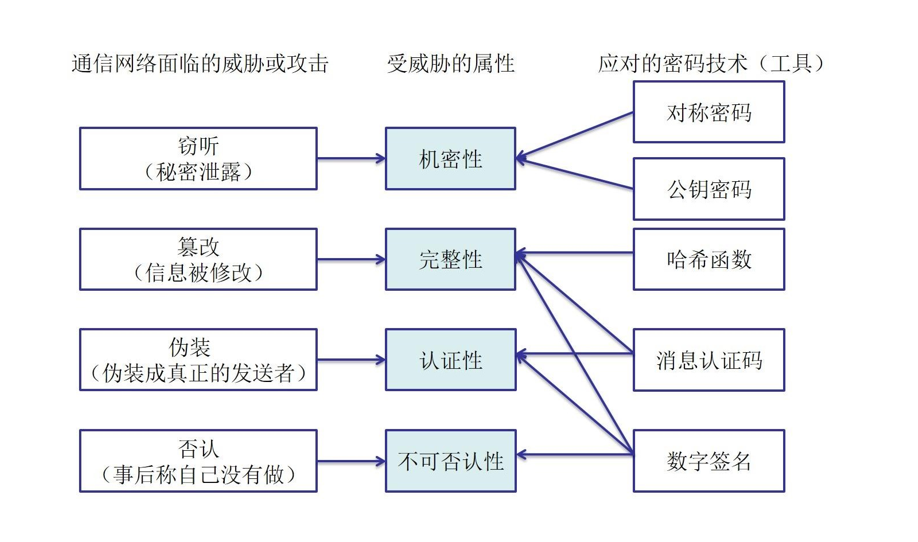 通信网络面临的威胁或攻击
受威胁的属性
应对的密码技术（工具）
窃听
（秘密泄露）
机密性
对称密码
公钥密码
篡改
（信息被修改）
完整性
哈希函数
伪装
（伪装成真正的发送者）
认证性
消息认证码
否认
（事后称自己没有做）
不可否认性
数字签名